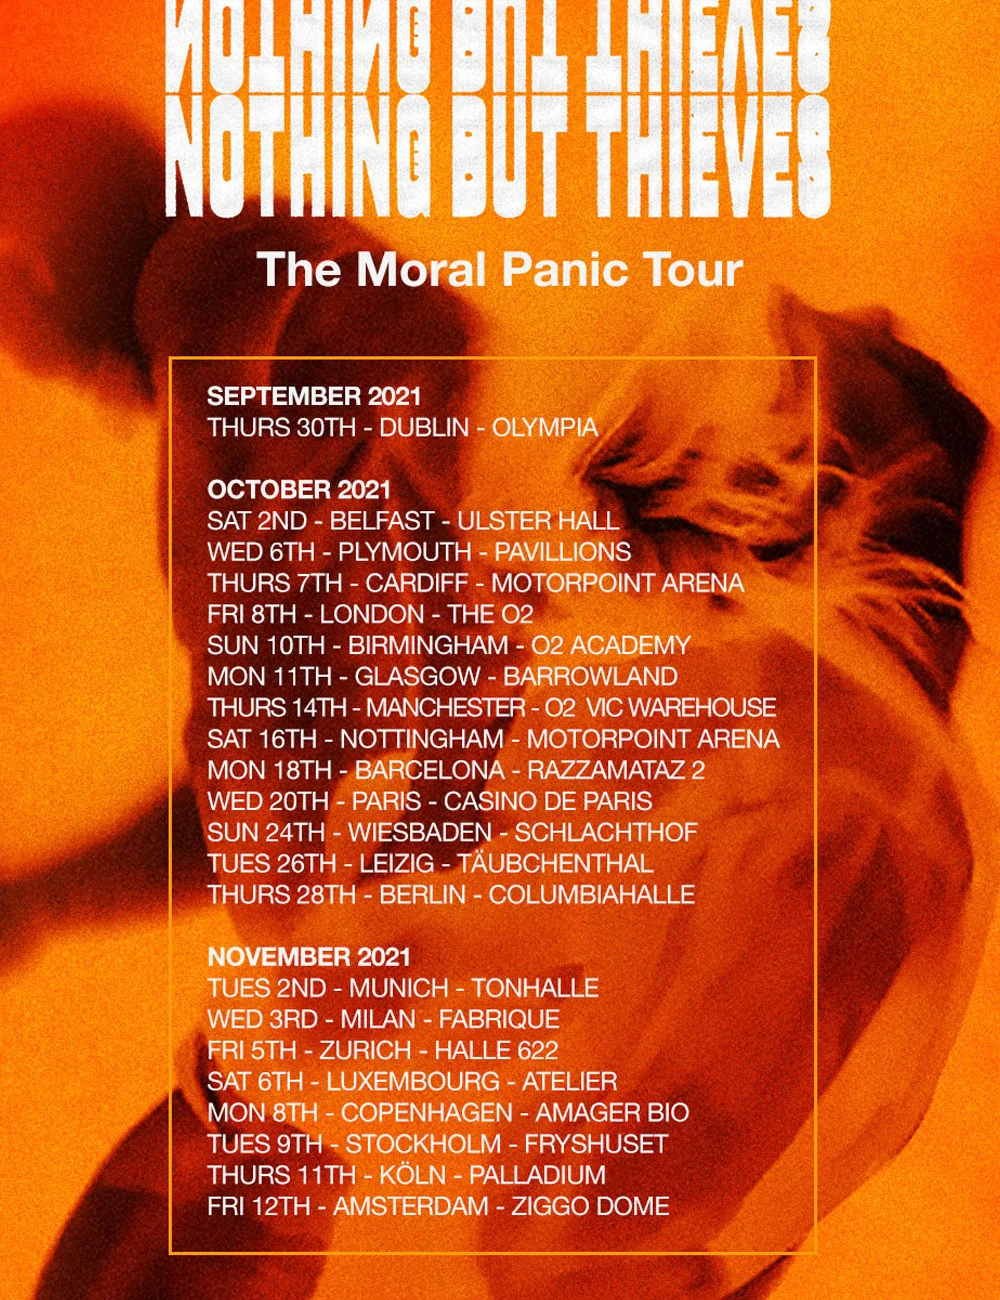 NOTHING BUT THIEVES
NOTHING BUT THIEVES
The Moral Panic Tour
SEPTEMBER 2021
THURS 30TH - DUBLIN - OLYMPIA
OCTOBER 2021
SAT 2ND - BELFAST - ULSTER HALL
WED 6TH - PLYMOUTH - PAVILLIONS
THURS 7TH - CARDIFF - MOTORPOINT ARENA
FRI 8TH - LONDON - THE O2
SUN 10TH - BIRMINGHAM - O2 ACADEMY
MON 11TH - GLASGOW - BARROWLAND
THURS 14TH - MANCHESTER - O2 VIC WAREHOUSE
SAT 16TH - NOTTINGHAM - MOTORPOINT ARENA
MON 18TH - BARCELONA - RAZZAMATAZ 2
WED 20TH - PARIS - CASINO DE PARIS
SUN 24TH - WIESBADEN - SCHLACHTHOF
TUES 26TH - LEIZIG - TÄUBCHENTHAL
THURS 28TH - BERLIN - COLUMBIAHALLE
NOVEMBER 2021
TUES 2ND - MUNICH - TONHALLE
WED 3RD - MILAN - FABRIQUE
FRI 5TH - ZURICH - HALLE 622
SAT 6TH - LUXEMBOURG - ATELIER
MON 8TH - COPENHAGEN - AMAGER BIO
TUES 9TH - STOCKHOLM - FRYSHUSET
THURS 11TH - KÖLN - PALLADIUM
FRI 12TH - AMSTERDAM - ZIGGO DOME